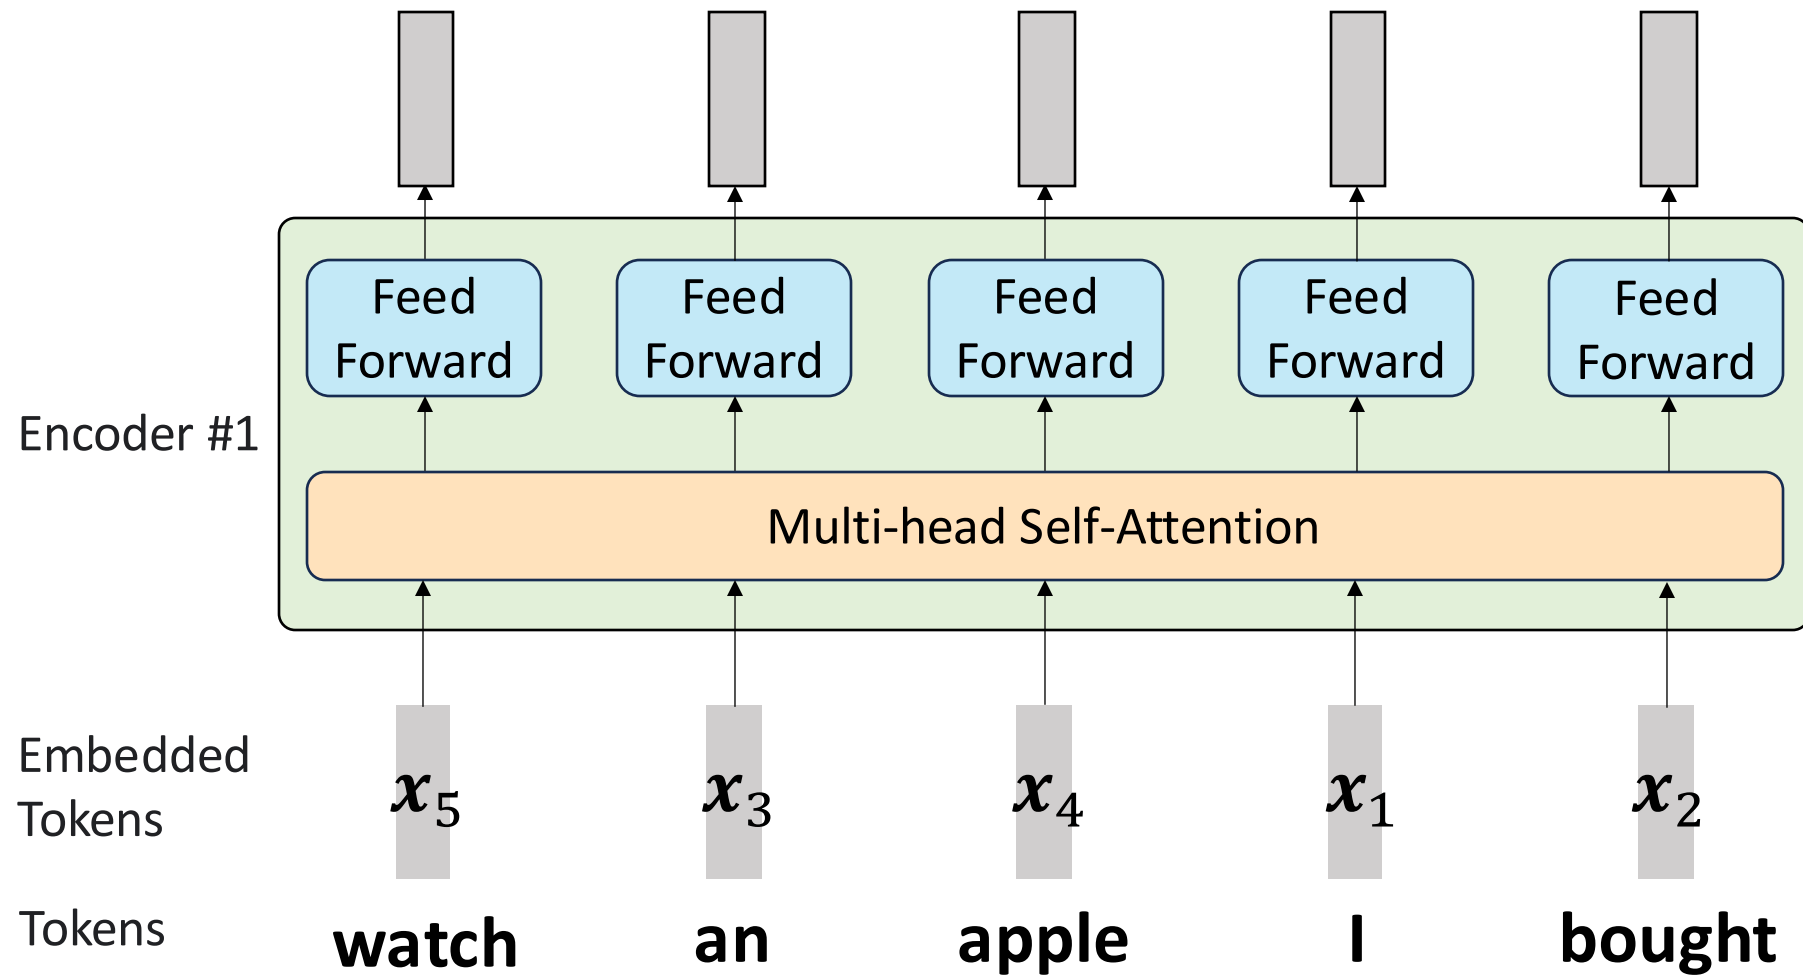 Feed Forward
Feed Forward
Feed Forward
Feed Forward
Feed Forward
Encoder #1
Multi-head Self-Attention
Embedded Tokens
x₅ x₃ x₄ x₁ x₂
Tokens
watch an apple I bought